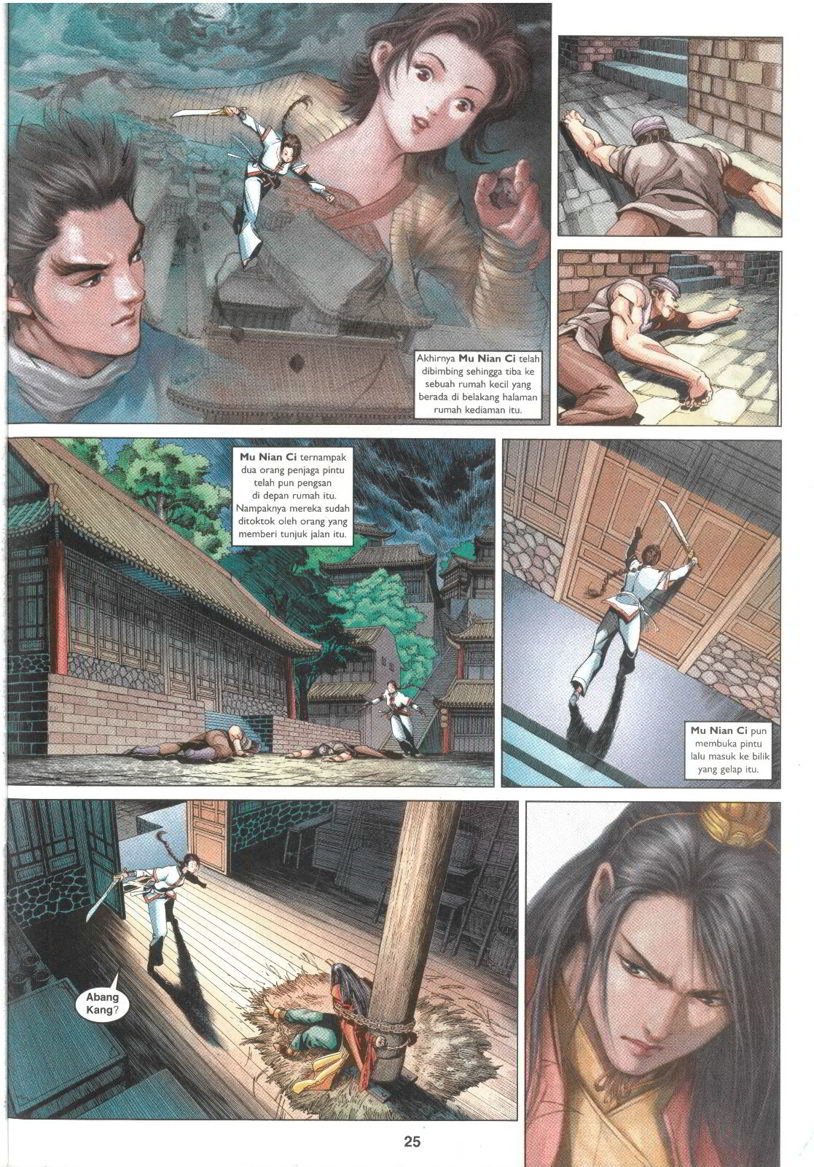 Akhirnya Mu Nian Ci telah
dibimbing sehingga tiba ke
sebuah rumah kecil yang
berada di belakang halaman
rumah kediaman itu.
Mu Nian Ci ternampak
dua orang penjaga pintu
telah pun pengsan
di depan rumah itu.
Nampaknya mereka sudah
ditoktok oleh orang yang
memberi tunjuk jalan itu.
Mu Nian Ci pun
membuka pintu
lalu masuk ke bilik
yang gelap itu.
Abang
Kang?
25